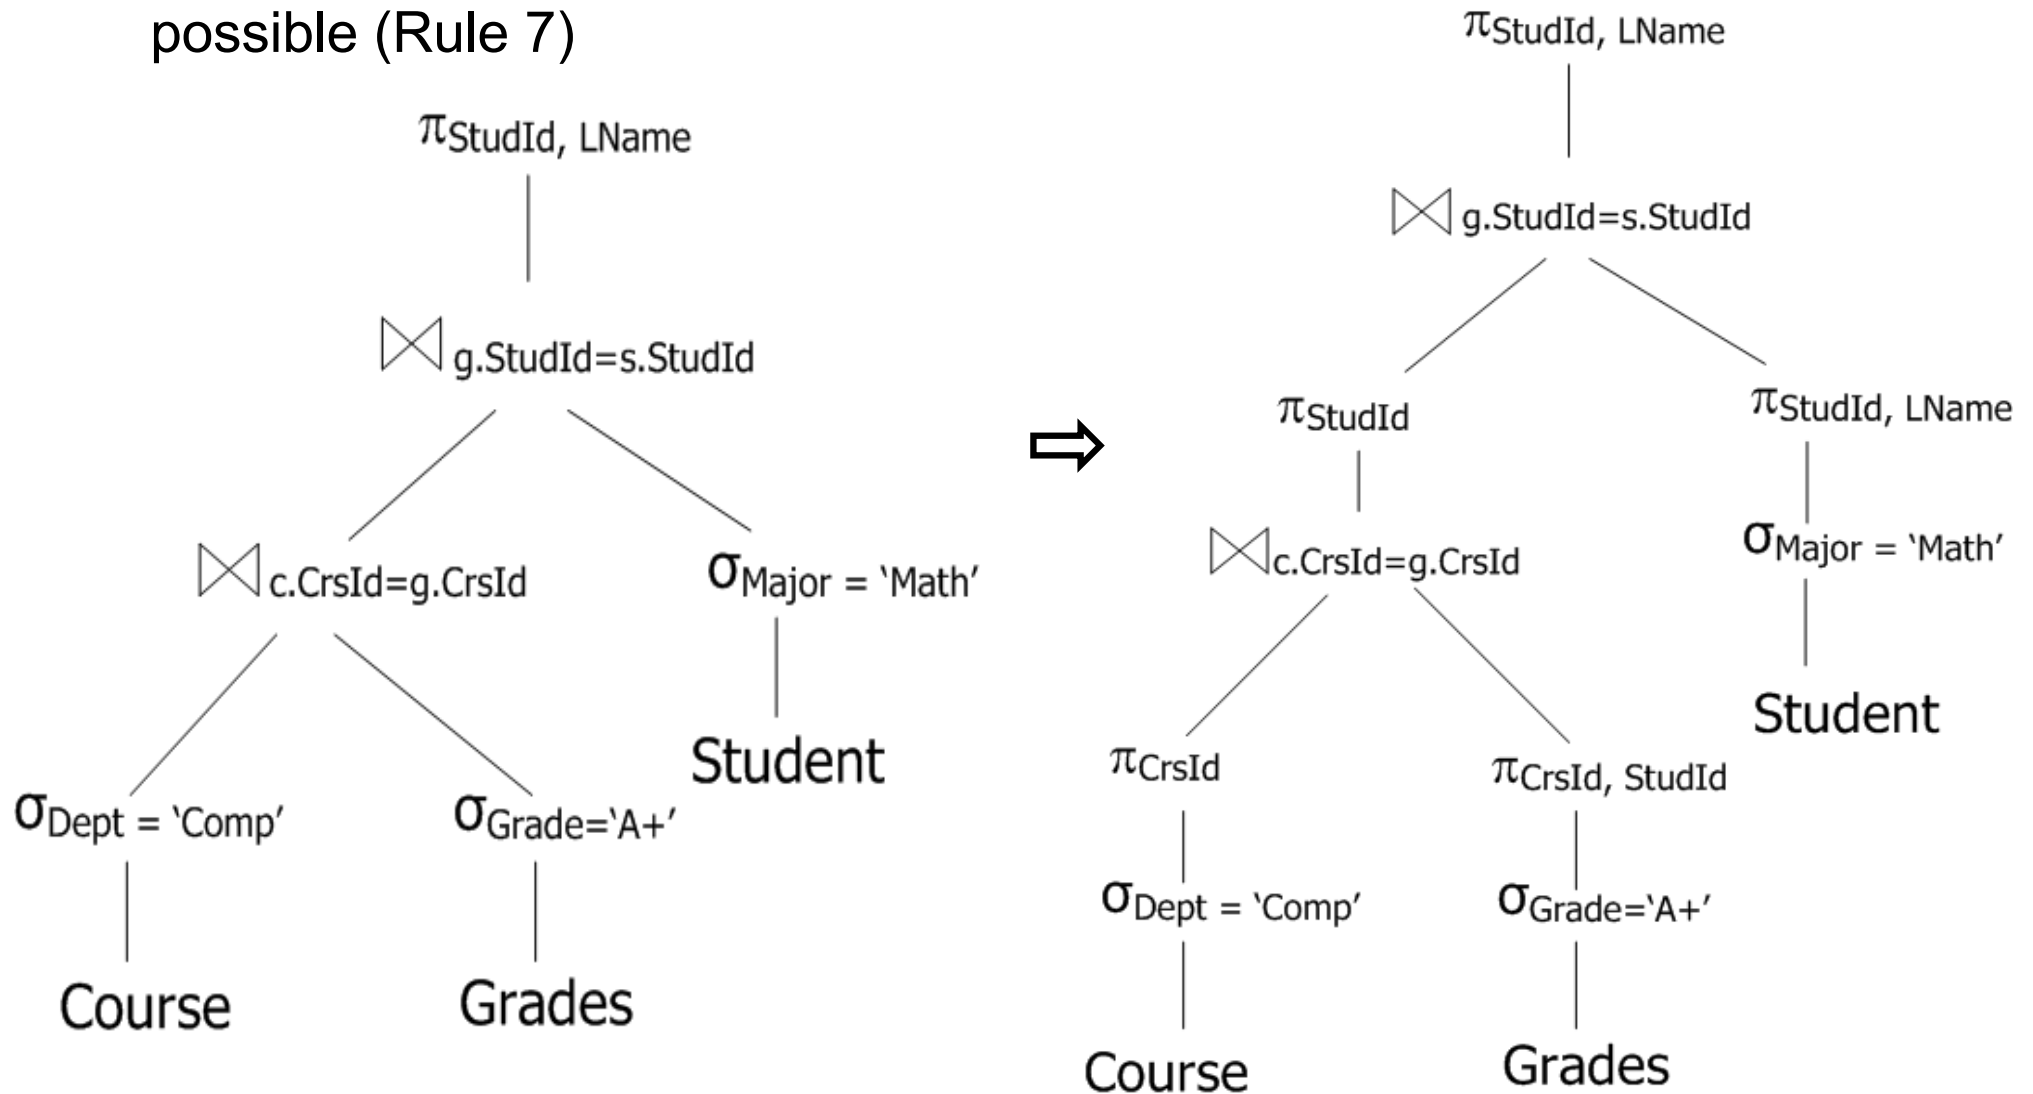 possible (Rule 7)
πStudId, LName
g.StudId=s.StudId
c.CrsId=g.CrsId
σMajor = ‘Math’
Student
σDept = ‘Comp’
σGrade=‘A+’
Course
Grades
⇨
πStudId, LName
g.StudId=s.StudId
πStudId
πStudId, LName
c.CrsId=g.CrsId
σMajor = ‘Math’
Student
πCrsId
πCrsId, StudId
σDept = ‘Comp’
σGrade=‘A+’
Course
Grades